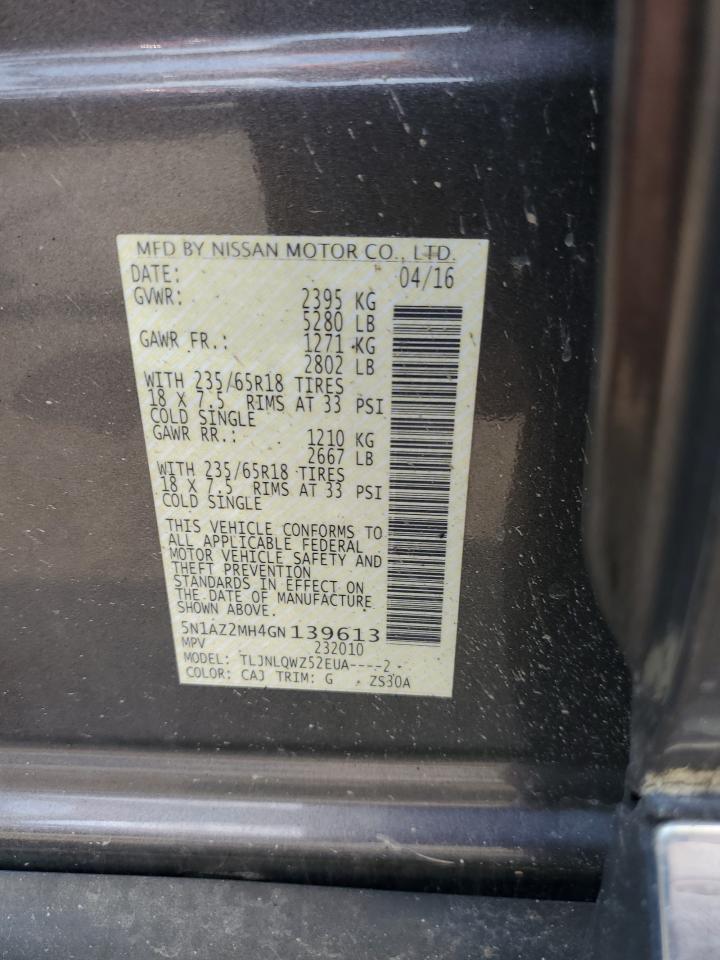 MFD BY NISSAN MOTOR CO., LTD.
DATE: 04/16
GVWR: 2395 KG
5280 LB
GAWR FR.: 1271 KG
2802 LB
WITH 235/65R18 TIRES
18 X 7.5 RIMS AT 33 PSI
COLD SINGLE
GAWR RR.: 1210 KG
2667 LB
WITH 235/65R18 TIRES
18 X 7.5 RIMS AT 33 PSI
COLD SINGLE
THIS VEHICLE CONFORMS TO
ALL APPLICABLE FEDERAL
MOTOR VEHICLE SAFETY AND
THEFT PREVENTION
STANDARDS IN EFFECT ON
THE DATE OF MANUFACTURE
SHOWN ABOVE.
5N1AZ2MH4GN139613
MPV 232010
MODEL: TLJNLQWZ52EUA----2-
COLOR: CAJ TRIM: G - ZS30A